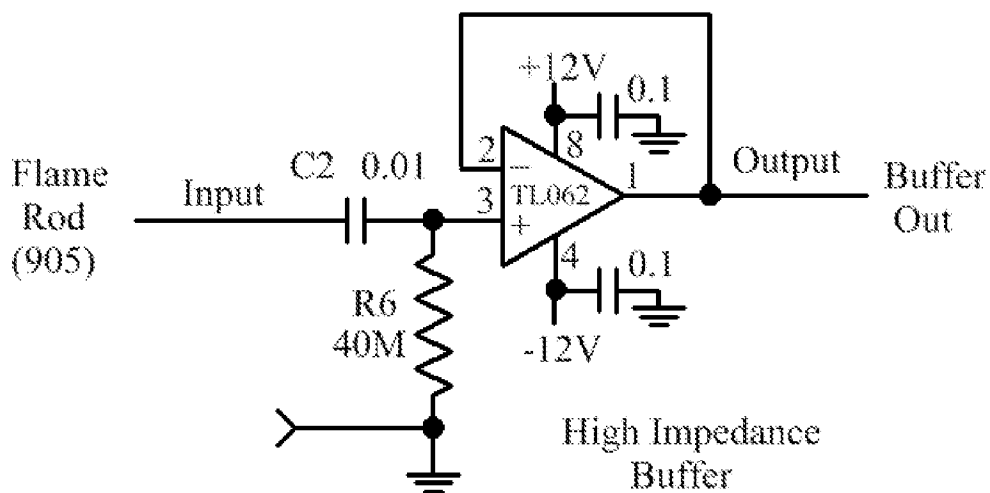 +12V
0.1
2
8
Flame
Rod
(905)
Input
C2 0.01
3
−
TL062
+
1
Output
Buffer
Out
4
0.1
R6
40M
-12V
High Impedance
Buffer